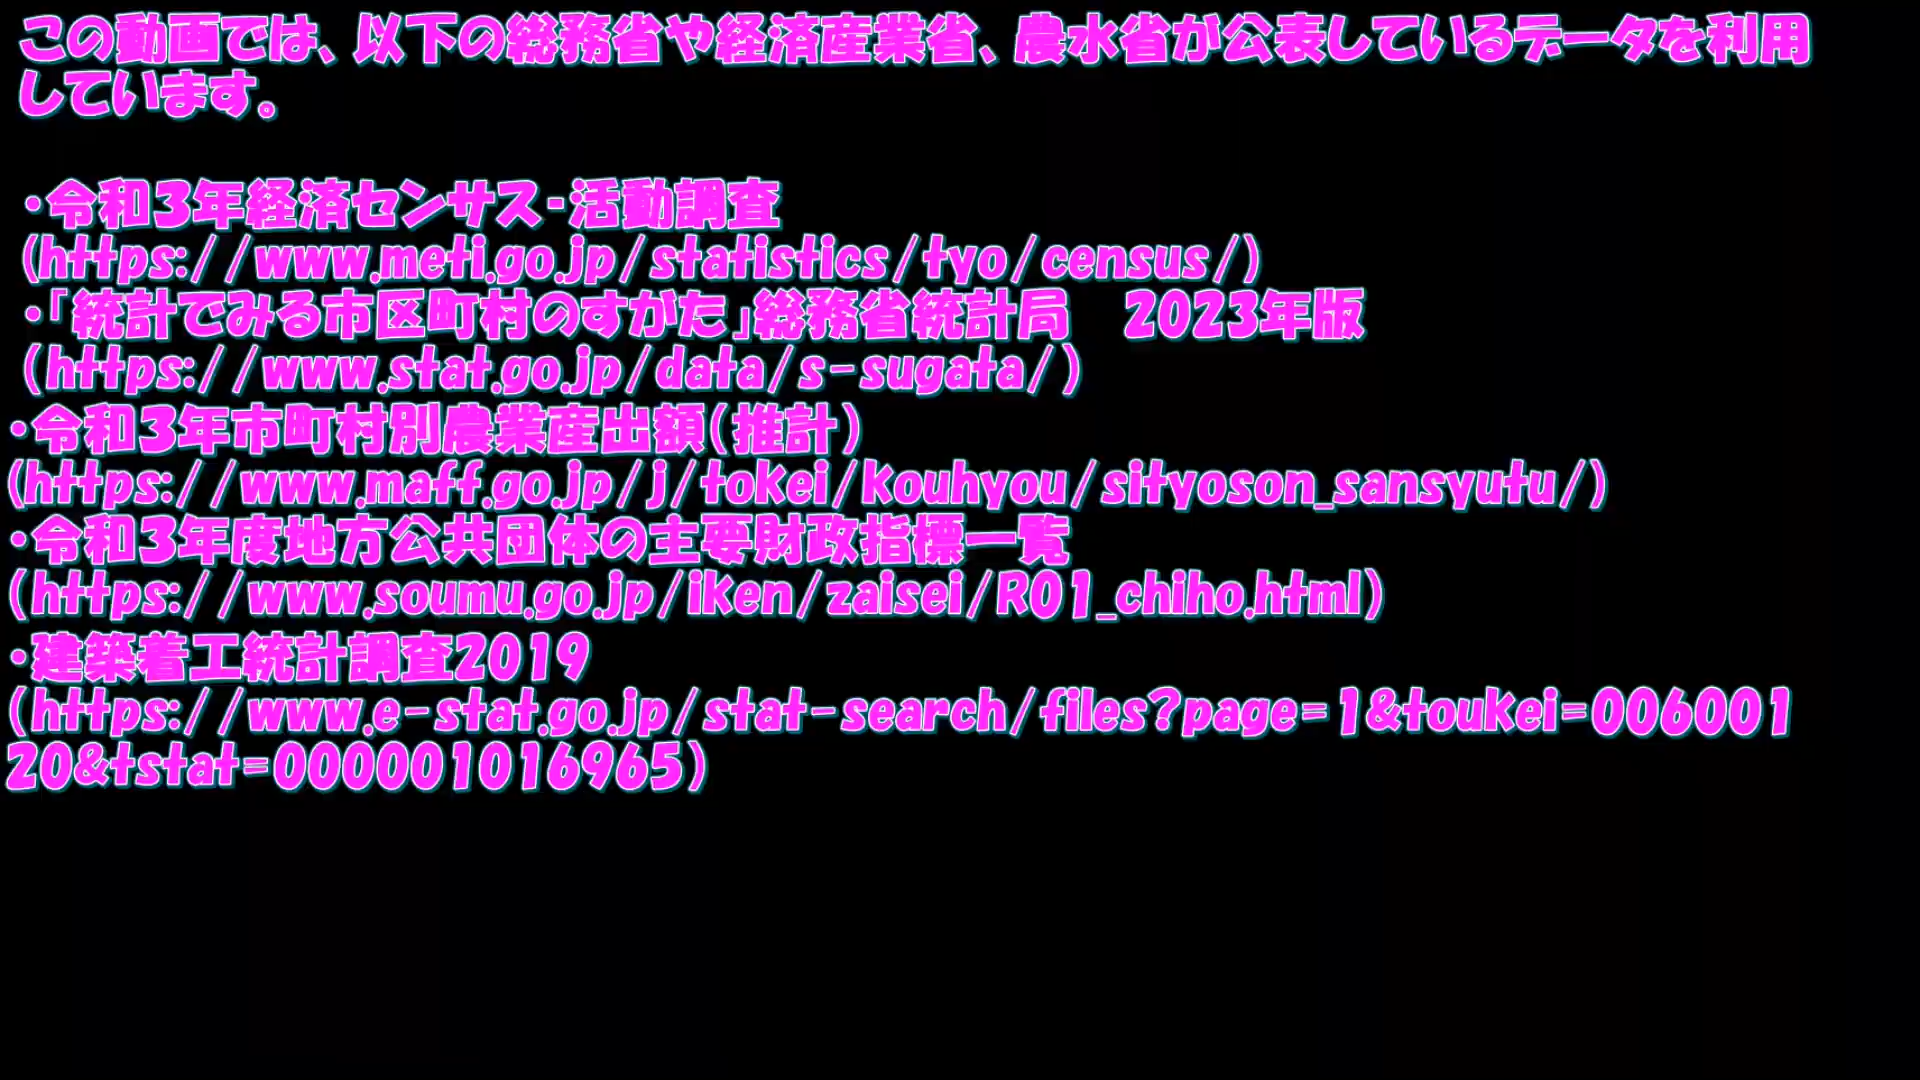 この動画では、以下の総務省や経済産業省、農水省が公表しているデータを利用
しています。
・令和3年経済センサス-活動調査
(https://www.meti.go.jp/statistics/tyo/census/)
・「統計でみる市区町村のすがた」総務省統計局　2023年版
(https://www.stat.go.jp/data/s-sugata/)
・令和3年市町村別農業産出額(推計)
(https://www.maff.go.jp/j/tokei/kouhyou/sityoson_sansyutu/)
・令和3年度地方公共団体の主要財政指標一覧
(https://www.soumu.go.jp/iken/zaisei/R01_chiho.html)
・建築着工統計調査2019
(https://www.e-stat.go.jp/stat-search/files?page=1&toukei=006001
20&tstat=000001016965)